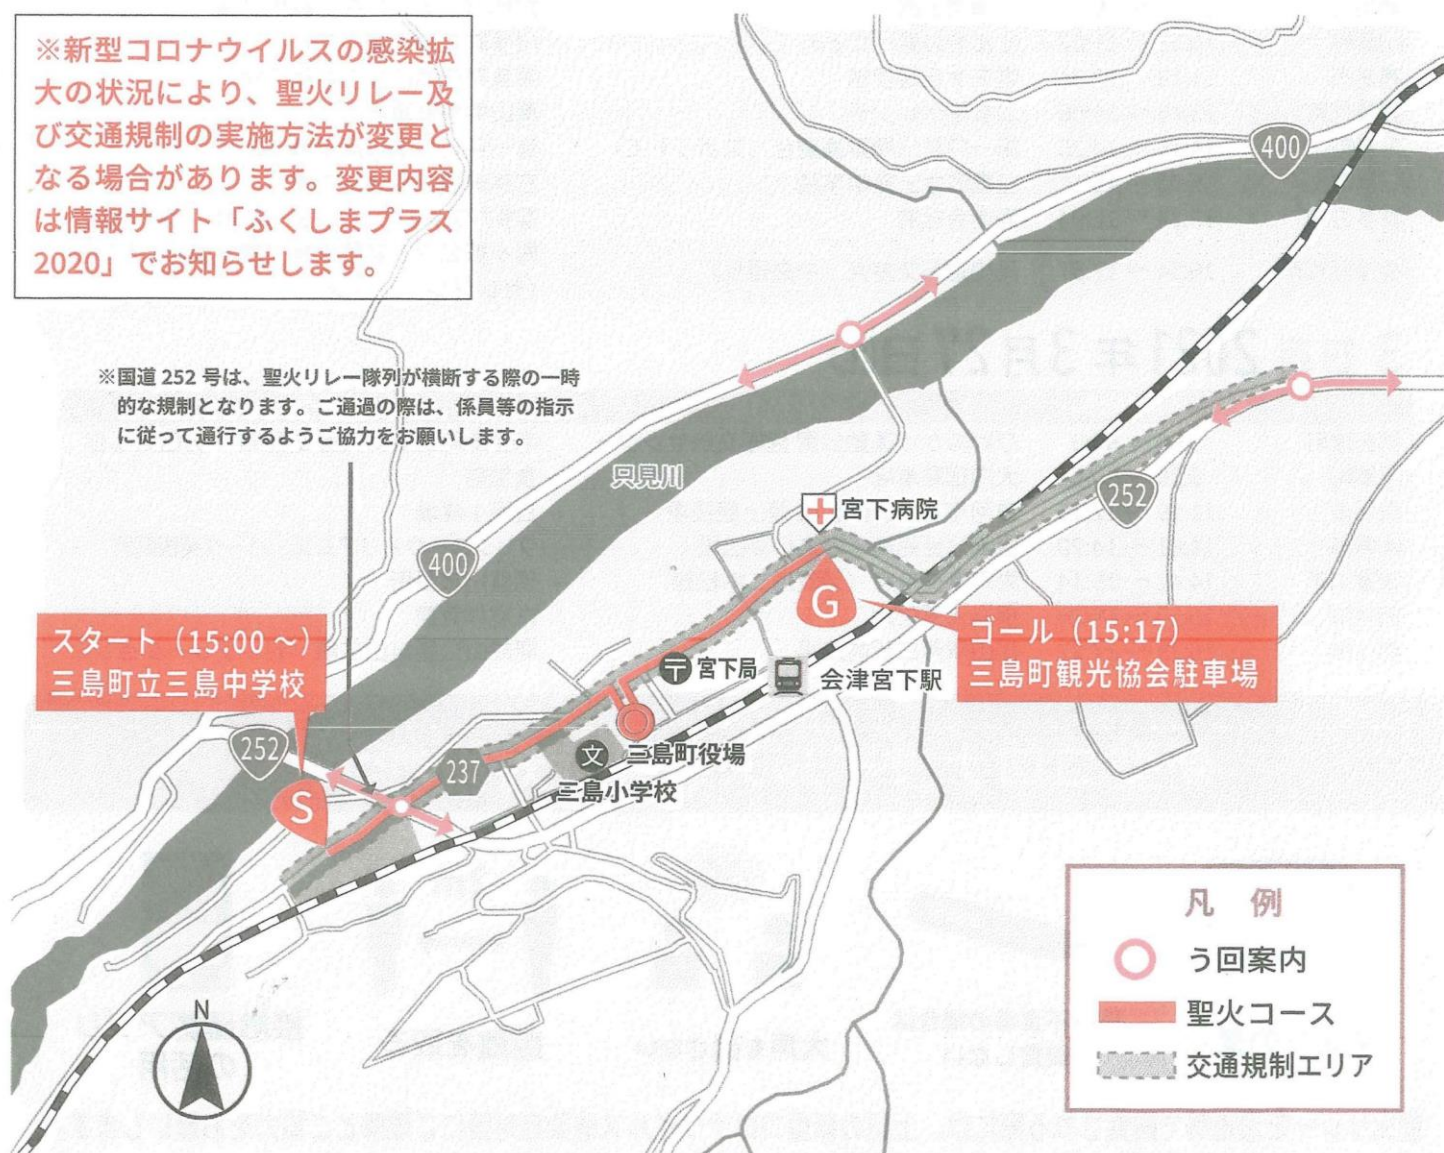 ※新型コロナウイルスの感染拡
大の状況により、聖火リレー及
び交通規制の実施方法が変更と
なる場合があります。変更内容
は情報サイト「ふくしまプラス
2020」でお知らせします。
400
2021年3月27日
※国道252号は、聖火リレー隊列が横断する際の一時
的な規制となります。ご通過の際は、係員等の指示
に従って通行するようご協力をお願いします。
只見川
宮下病院
252
400
G
スタート（15:00～）
三島町立三島中学校
ゴール（15:17）
三島町観光協会駐車場
〒
宮下局
会津宮下駅
252
237
文
三島町役場
三島小学校
S
凡 例
う回案内
聖火コース
交通規制エリア
N